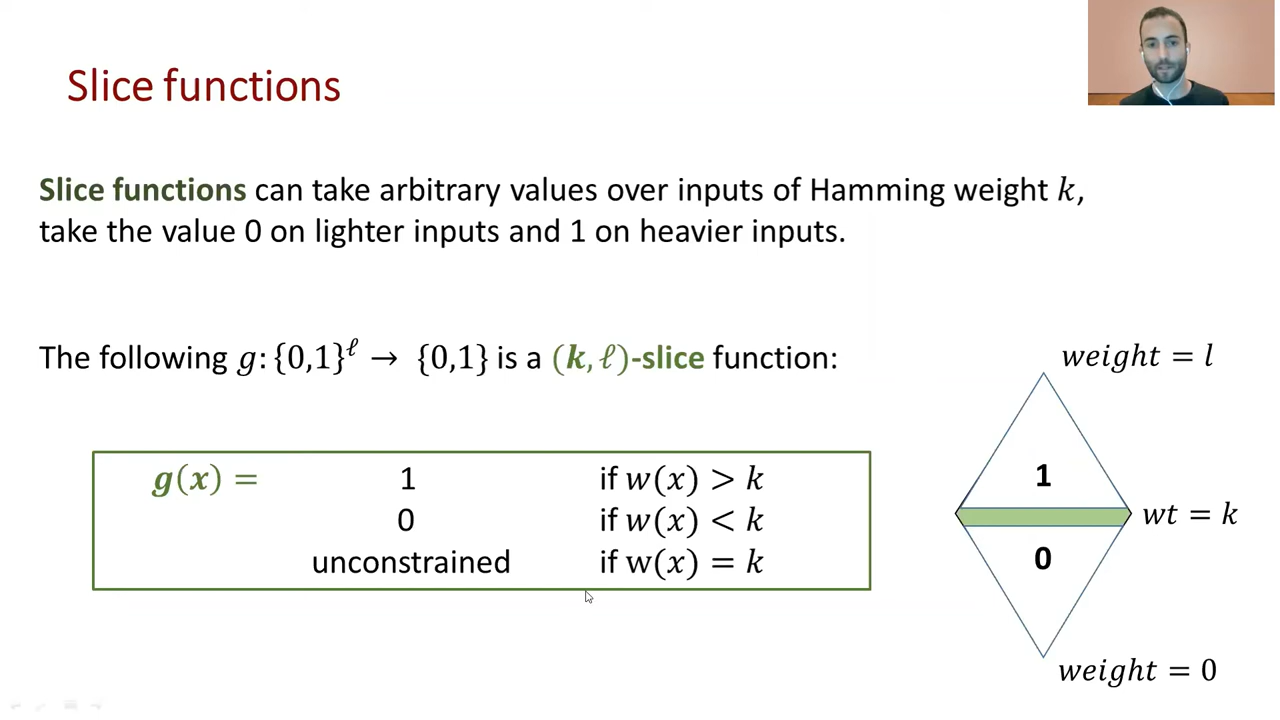 Slice functions
Slice functions can take arbitrary values over inputs of Hamming weight k,
take the value 0 on lighter inputs and 1 on heavier inputs.
The following g: {0,1}^ℓ → {0,1} is a (k, ℓ)-slice function:
g(x) = 1 if w(x) > k
0 if w(x) < k
unconstrained if w(x) = k
weight = l
1
wt = k
0
weight = 0